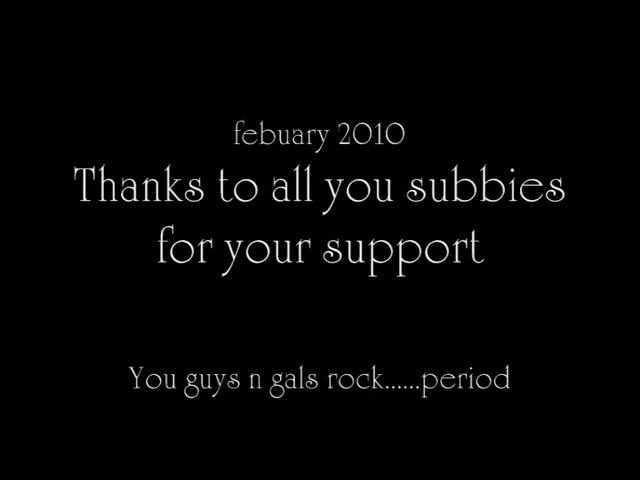 febuary 2010
Thanks to all you subbies
for your support
You guys n gals rock......period